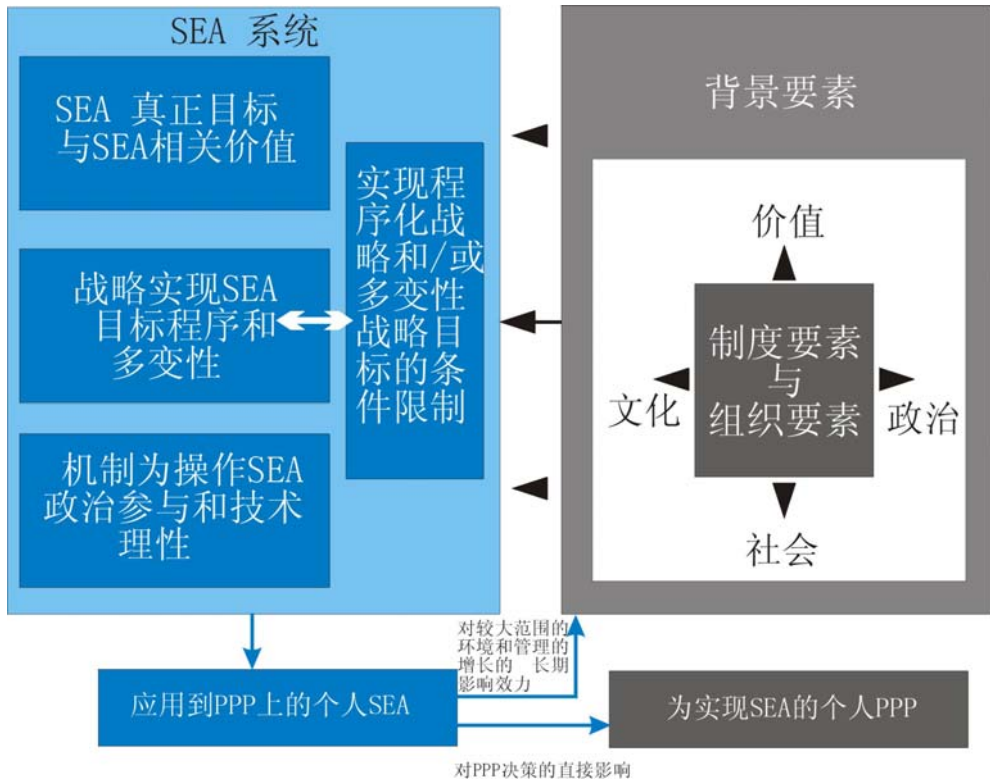 SEA 系统
SEA 真正目标
与SEA相关价值
战略实现SEA
目标程序和
多变性
机制为操作SEA
政治参与和技术
理性
实现程
序化战
略和/或
多变性
战略目
标的条
件限制
背景要素
价值
文化
制度要素
与
组织要素
政治
社会
对较大范围的
环境和管理的
增长的 长期
影响效力
应用到PPP上的个人SEA
为实现SEA的个人PPP
对PPP决策的直接影响